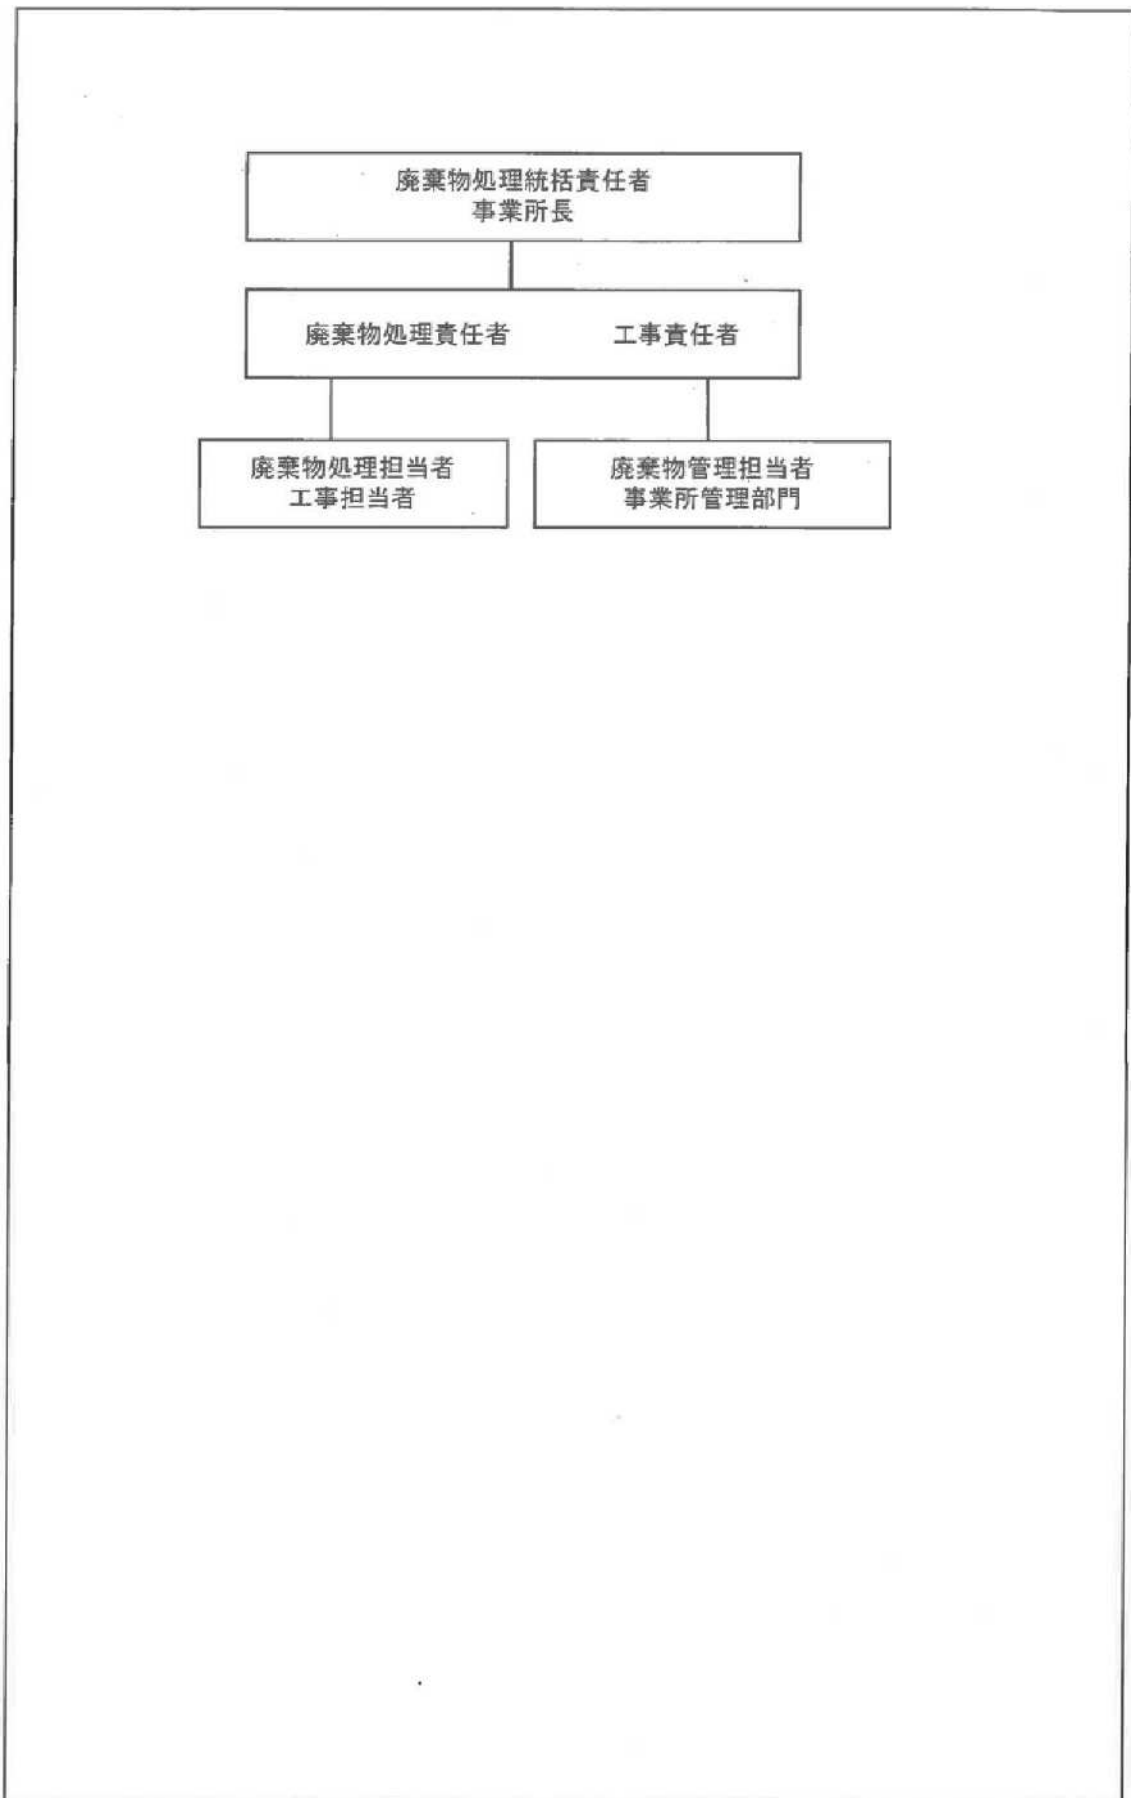 廃棄物処理統括責任者
事業所長
廃棄物処理責任者 工事責任者
廃棄物処理担当者
工事担当者
廃棄物管理担当者
事業所管理部門